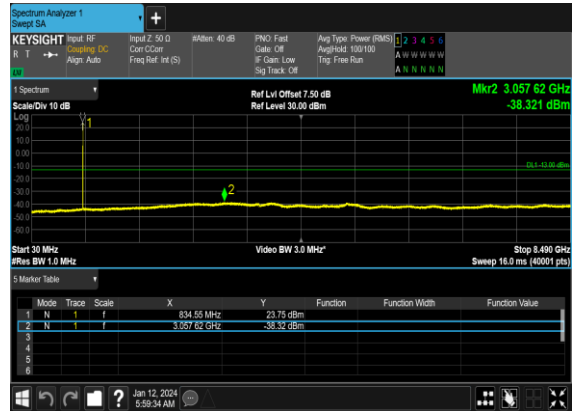 Spectrum Analyzer 1
Swept SA
+
KEYSIGHT Input: RF Input Z: 50 Ω #Atten: 40 dB PNO: Fast Avg Type: Power (RMS) 1 2 3 4 5 6
R T Coupling: DC Corr CCorr Gate: Off Avg|Hold: 100/100 A W W W W W
Align: Auto Freq Ref: Int (S) IF Gain: Low Trig: Free Run
LW Sig Track: Off A N N N N N
1 Spectrum Ref Lvl Offset 7.50 dB Mkr2 3.057 62 GHz
Scale/Div 10 dB Ref Level 30.00 dBm -38.321 dBm
Log
20.0
1
10.0
0.00
-10.0
DL1 -13.00 dBm
-20.0
-30.0
2
-40.0
-50.0
-60.0
Start 30 MHz Video BW 3.0 MHz* Stop 8.490 GHz
#Res BW 1.0 MHz Sweep 16.0 ms (40001 pts)
5 Marker Table
Mode Trace Scale X Y Function Function Width Function Value
1 N 1 f 834.55 MHz 23.75 dBm
2 N 1 f 3.057 62 GHz -38.32 dBm
3
4
5
6
? Jan 12, 2024
5:59:34 AM